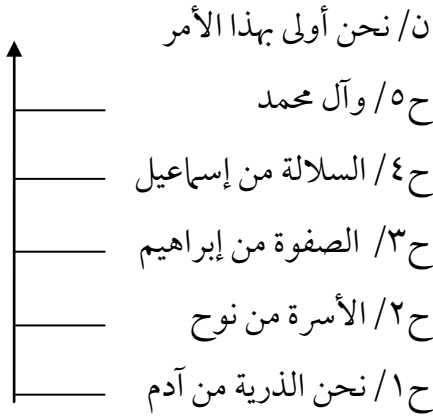 ن/ نحن أولى بهذا الأمر
ح٥/ وآل محمد
ح٤/ السلالة من إسماعيل
ح٣/ الصفوة من إبراهيم
ح٢/ الأسرة من نوح
ح١/ نحن الذرية من آدم